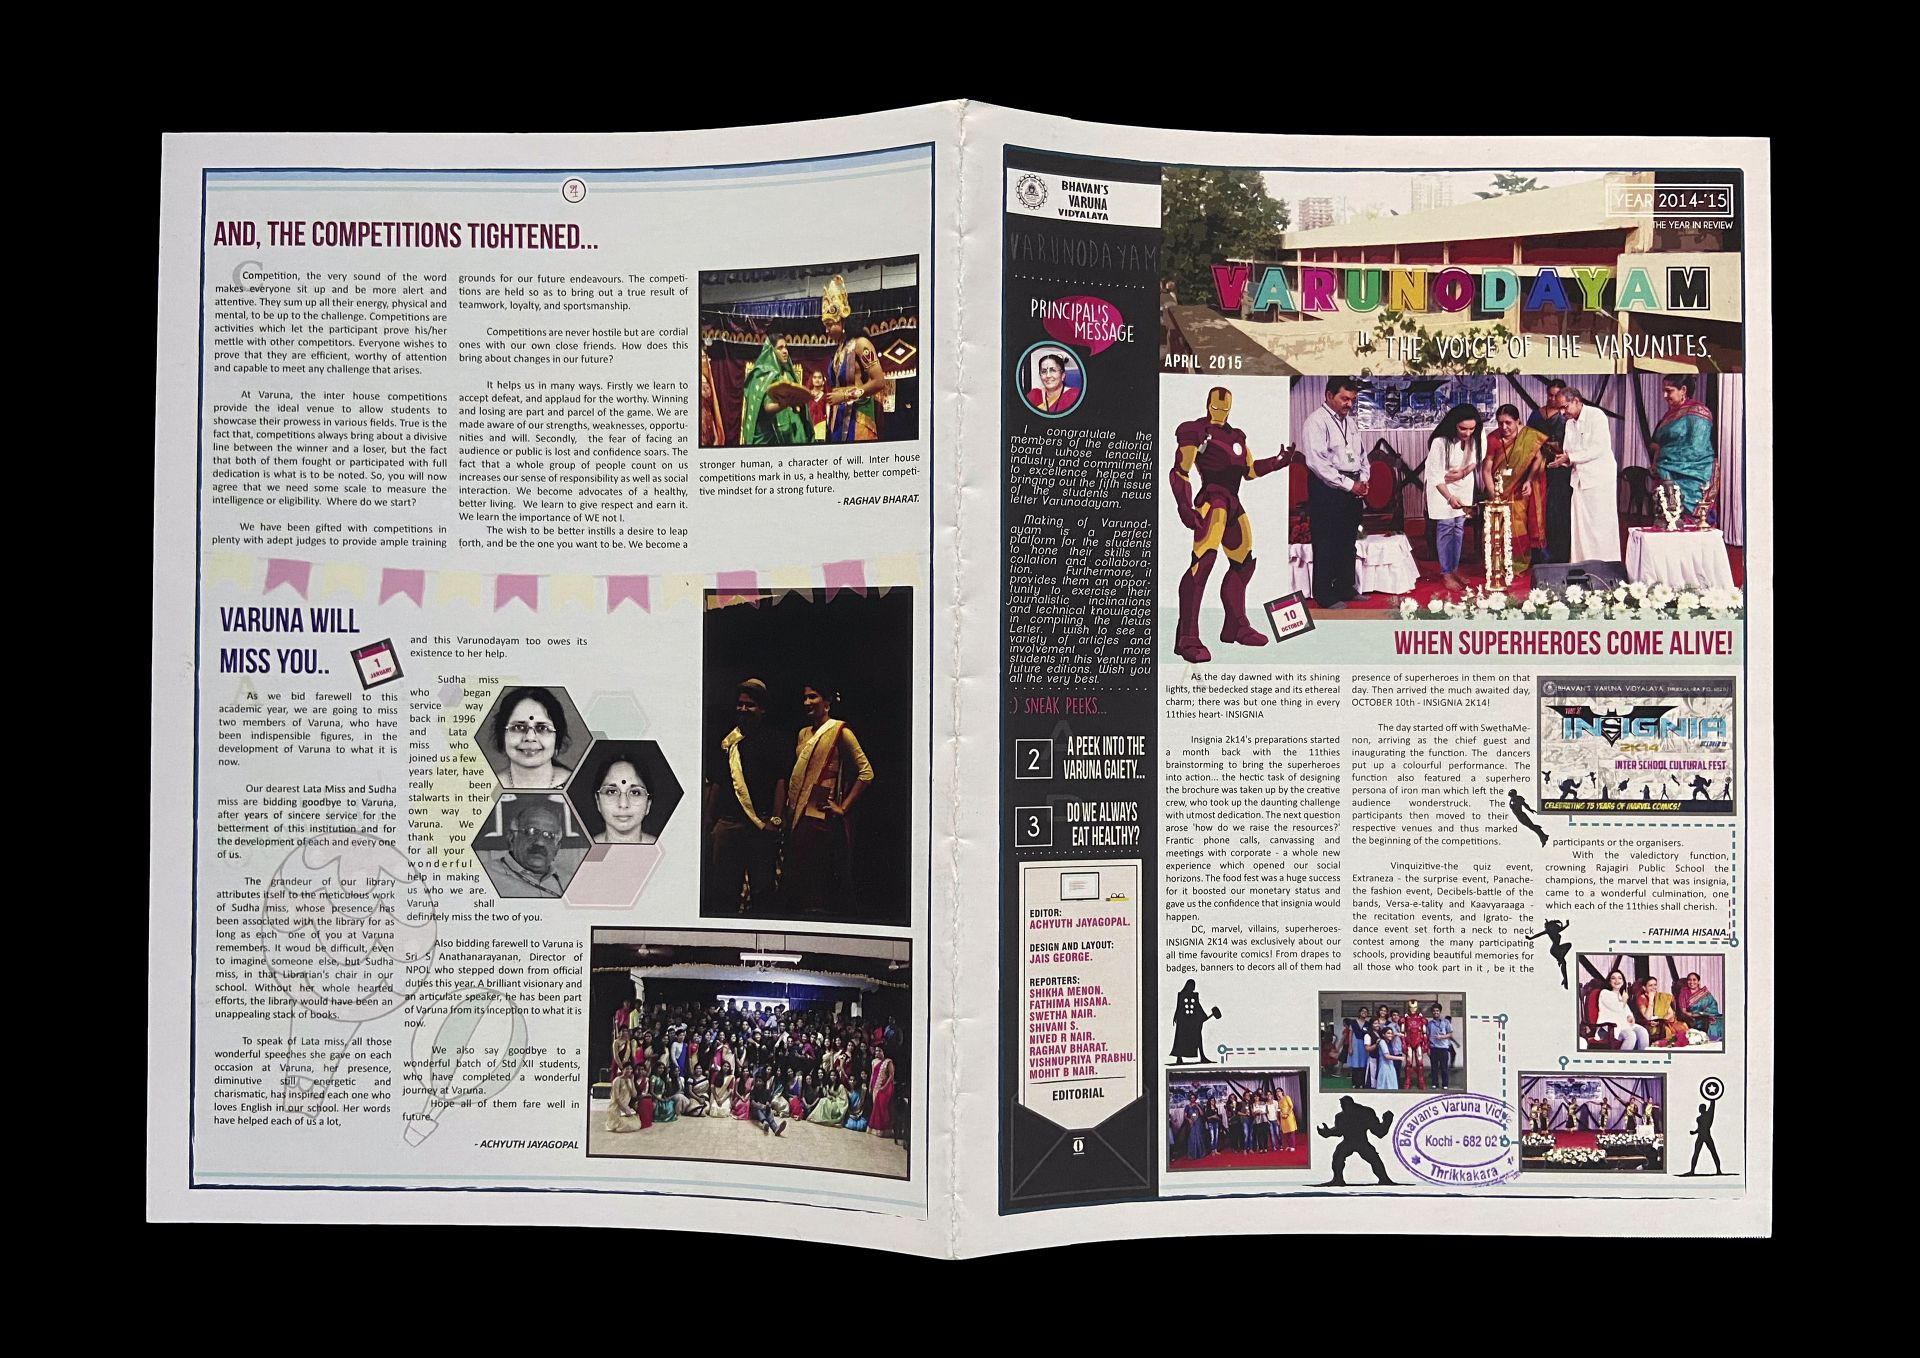 4
AND, THE COMPETITIONS TIGHTENED...
Competition, the very sound of the word
makes everyone sit up and be more alert and
attentive. They sum up all their energy, physical and
mental, to be up to the challenge. Competitions are
activities which let the participant prove his/her
mettle with other competitors. Everyone wishes to
prove that they are efficient, worthy of attention
and capable to meet any challenge that arises.
At Varuna, the inter house competitions
provide the ideal venue to allow students to
showcase their prowess in various fields. True is the
fact that, competitions always bring about a divisive
line between the winner and a loser, but the fact
that both of them fought or participated with full
dedication is what is to be noted. So, you will now
agree that we need some scale to measure the
intelligence or eligibility. Where do we start?
We have been gifted with competitions in
plenty with adept judges to provide ample training
grounds for our future endeavours. The competi-
tions are held so as to bring out a true result of
teamwork, loyalty, and sportsmanship.
Competitions are never hostile but are cordial
ones with our own close friends. How does this
bring about changes in our future?
It helps us in many ways. Firstly we learn to
accept defeat, and applaud for the worthy. Winning
and losing are part and parcel of the game. We are
made aware of our strengths, weaknesses, opportu-
nities and will. Secondly, the fear of facing an
audience or public is lost and confidence soars. The
fact that a whole group of people count on us
increases our sense of responsibility as well as social
interaction. We become advocates of a healthy,
better living. We learn to give respect and earn it.
We learn the importance of WE not I.
The wish to be better instills a desire to leap
forth, and be the one you want to be. We become a
stronger human, a character of will. Inter house
competitions mark in us, a healthy, better competi-
tive mindset for a strong future.
- RAGHAV BHARAT.
VARUNA WILL
MISS YOU..
1
JANUARY
As we bid farewell to this
academic year, we are going to miss
two members of Varuna, who have
been indispensible figures, in the
development of Varuna to what it is
now.
Our dearest Lata Miss and Sudha
miss are bidding goodbye to Varuna,
after years of sincere service for the
betterment of this institution and for
the development of each and every one
of us.
The grandeur of our library
attributes itself to the meticulous work
of Sudha miss, whose presence has
been associated with the library for as
long as each one of you at Varuna
remembers. It woud be difficult, even
to imagine someone else, but Sudha
miss, in that Librarian's chair in our
school. Without her whole hearted
efforts, the library would have been an
unappealing stack of books.
To speak of Lata miss, all those
wonderful speeches she gave on each
occasion at Varuna, her presence,
diminutive still energetic and
charismatic, has inspired each one who
loves English in our school. Her words
have helped each of us a lot,
and this Varunodayam too owes its
existence to her help.
Sudha miss
who began
service way
back in 1996
and Lata
miss who
joined us a few
years later, have
really been
stalwarts in their
own way to
Varuna. We
thank you
for all your
wonderful
help in making
us who we are.
Varuna shall
definitely miss the two of you.
Also bidding farewell to Varuna is
Sri S Anathanarayanan, Director of
NPOL who stepped down from official
duties this year. A brilliant visionary and
an articulate speaker, he has been part
of Varuna from its inception to what it is
now.
We also say goodbye to a
wonderful batch of Std XII students,
who have completed a wonderful
journey at Varuna.
Hope all of them fare well in
future.
- ACHYUTH JAYAGOPAL
BHAVAN'S
VARUNA
VIDYALAYA
VARUNODAYAM
PRINCIPAL'S
MESSAGE
I congratulate the
members of the editorial
board whose tenacity,
industry and commitment
to excellence helped in
bringing out the fifth issue
of the students news
letter Varunodayam.
Making of Varunod-
ayam is a perfect
platform for the students
to hone their skills in
collation and collabora-
tion. Furthermore, it
provides them an oppor-
tunity to exercise their
journalistic inclinations
and technical knowledge
in compiling the News
Letter. I wish to see a
variety of articles and
involvement of more
students in this venture in
future editions. Wish you
all the very best.
:) SNEAK PEEKS...
2
A PEEK INTO THE
VARUNA GAIETY...
3
DO WE ALWAYS
EAT HEALTHY?
EDITOR:
ACHYUTH JAYAGOPAL.
DESIGN AND LAYOUT:
JAIS GEORGE.
REPORTERS:
SHIKHA MENON.
FATHIMA HISANA.
SWETHA NAIR.
SHIVANI S.
NIVED R NAIR.
RAGHAV BHARAT.
VISHNUPRIYA PRABHU.
MOHIT B NAIR.
EDITORIAL
YEAR 2014-'15
THE YEAR IN REVIEW
VARUNODAYAM
" THE VOICE OF THE VARUNITES.
APRIL 2015
INSIGNIA
2K14
10
OCTOBER
WHEN SUPERHEROES COME ALIVE!
As the day dawned with its shining
lights, the bedecked stage and its ethereal
charm; there was but one thing in every
11thies heart- INSIGNIA
Insignia 2k14's preparations started
a month back with the 11thies
brainstorming to bring the superheroes
into action... the hectic task of designing
the brochure was taken up by the creative
crew, who took up the daunting challenge
with utmost dedication. The next question
arose 'how do we raise the resources?'
Frantic phone calls, canvassing and
meetings with corporate - a whole new
experience which opened our social
horizons. The food fest was a huge success
for it boosted our monetary status and
gave us the confidence that insignia would
happen.
DC, marvel, villains, superheroes-
INSIGNIA 2K14 was exclusively about our
all time favourite comics! From drapes to
badges, banners to decors all of them had
presence of superheroes in them on that
day. Then arrived the much awaited day,
OCTOBER 10th - INSIGNIA 2K14!
The day started off with SwethaMe-
non, arriving as the chief guest and
inaugurating the function. The dancers
put up a colourful performance. The
function also featured a superhero
persona of iron man which left the
audience wonderstruck. The
participants then moved to their
respective venues and thus marked
the beginning of the competitions.
Vinquizitive-the quiz event,
Extraneza - the surprise event, Panache-
the fashion event, Decibels-battle of the
bands, Versa-e-tality and Kaavyaraaga -
the recitation events, and Igrato- the
dance event set forth a neck to neck
contest among the many participating
schools, providing beautiful memories for
all those who took part in it , be it the
BHAVAN'S VARUNA VIDYALAYA
INSIGNIA
2K14
INTER SCHOOL CULTURAL FEST
CELEBRATING 75 YEARS OF MARVEL COMICS!
participants or the organisers.
With the valedictory function,
crowning Rajagiri Public School the
champions, the marvel that was insignia,
came to a wonderful culmination, one
which each of the 11thies shall cherish.
- FATHIMA HISANA.
Bhavan's Varuna Vid
Kochi - 682 021
Thrikkakara